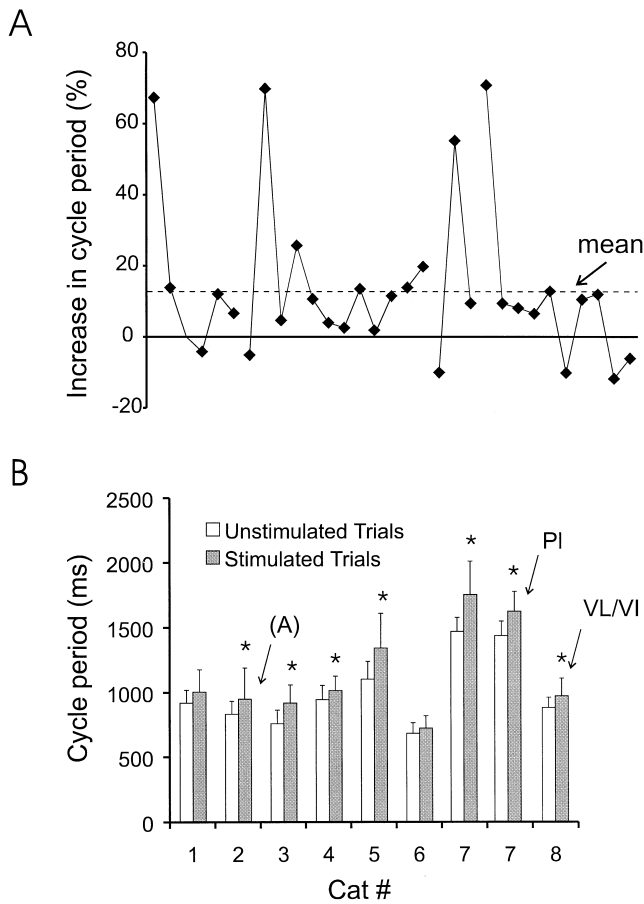 A
Increase in cycle period (%)
80
60
40
20
0
-20
mean
B
Cycle period (ms)
2500
2000
1500
1000
500
0
Unstimulated Trials
Stimulated Trials
(A)
PI
VL/VI
* * * * * * *
1 2 3 4 5 6 7 7 8
Cat #